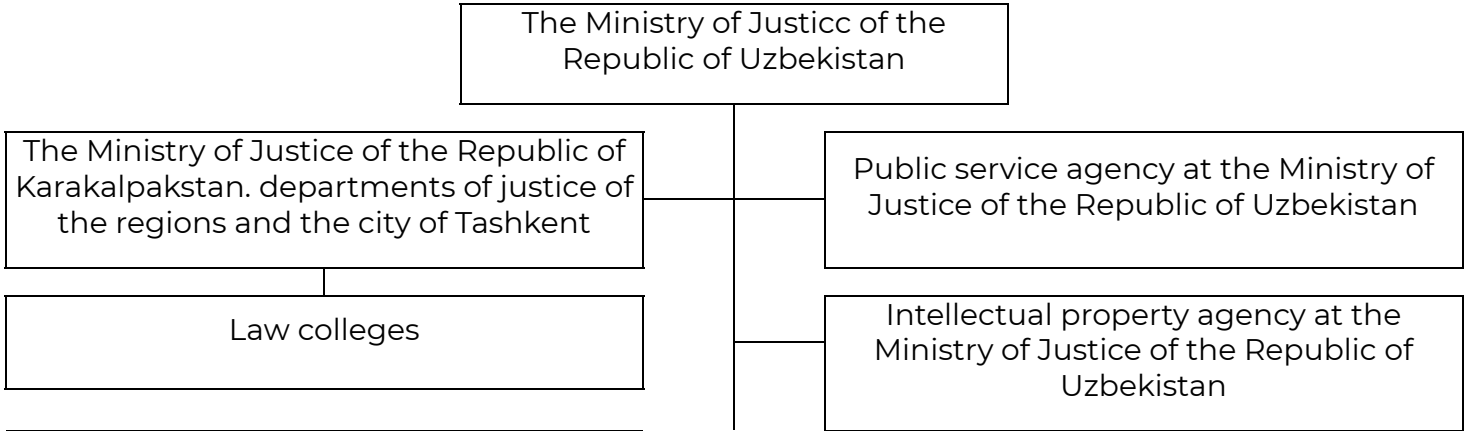 The Ministry of Justicc of the
Republic of Uzbekistan
The Ministry of Justice of the Republic of
Karakalpakstan. departments of justice of
the regions and the city of Tashkent
Public service agency at the Ministry of
Justice of the Republic of Uzbekistan
Law colleges
Intellectual property agency at the
Ministry of Justice of the Republic of
Uzbekistan